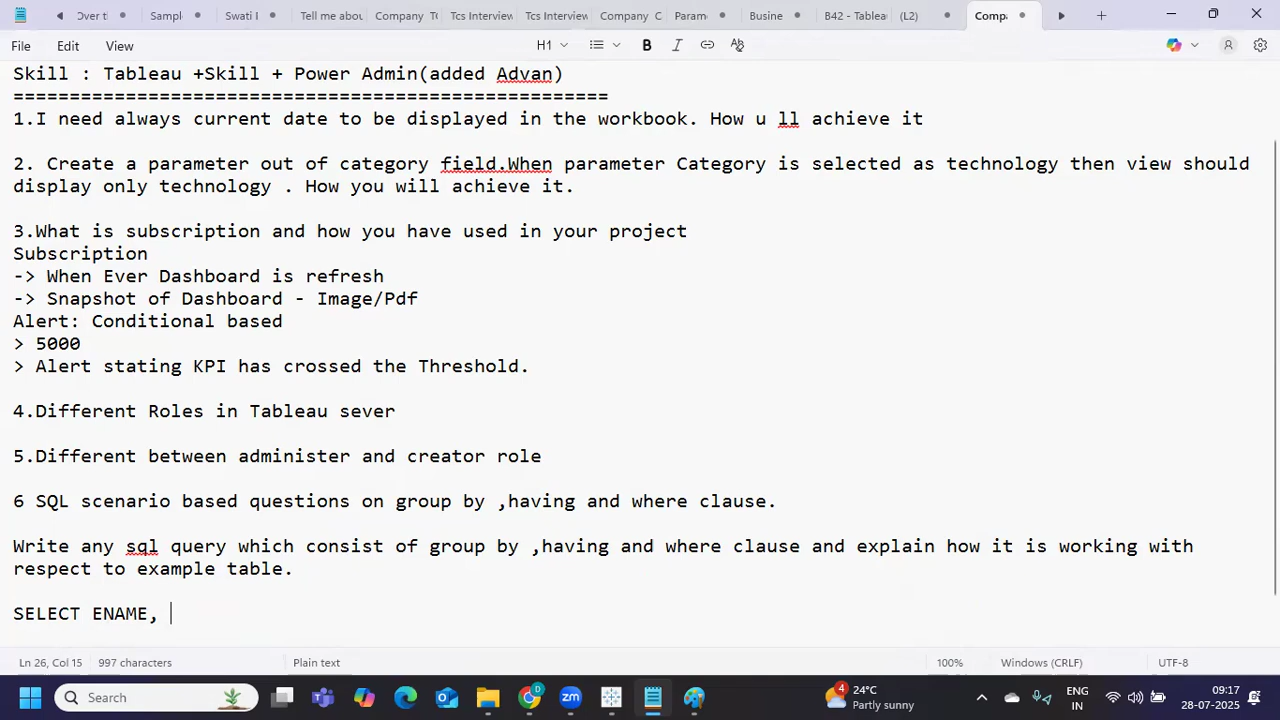 Over ti
Sampl
Swati I
Tell me abou
Company To
Tcs Interview
Tcs Interview
Company C
Param
Busine
B42 - Tableau (L2)
Comp
File Edit View H1 B I
Skill : Tableau +Skill + Power Admin(added Advan)
=====================================================
1.I need always current date to be displayed in the workbook. How u ll achieve it
2. Create a parameter out of category field.When parameter Category is selected as technology then view should
display only technology . How you will achieve it.
3.What is subscription and how you have used in your project
Subscription
-> When Ever Dashboard is refresh
-> Snapshot of Dashboard - Image/Pdf
Alert: Conditional based
> 5000
> Alert stating KPI has crossed the Threshold.
4.Different Roles in Tableau sever
5.Different between administer and creator role
6 SQL scenario based questions on group by ,having and where clause.
Write any sql query which consist of group by ,having and where clause and explain how it is working with
respect to example table.
SELECT ENAME,
Ln 26, Col 15 997 characters Plain text 100% Windows (CRLF) UTF-8
Search
4 24°C
Partly sunny
ENG
IN
09:17
28-07-2025